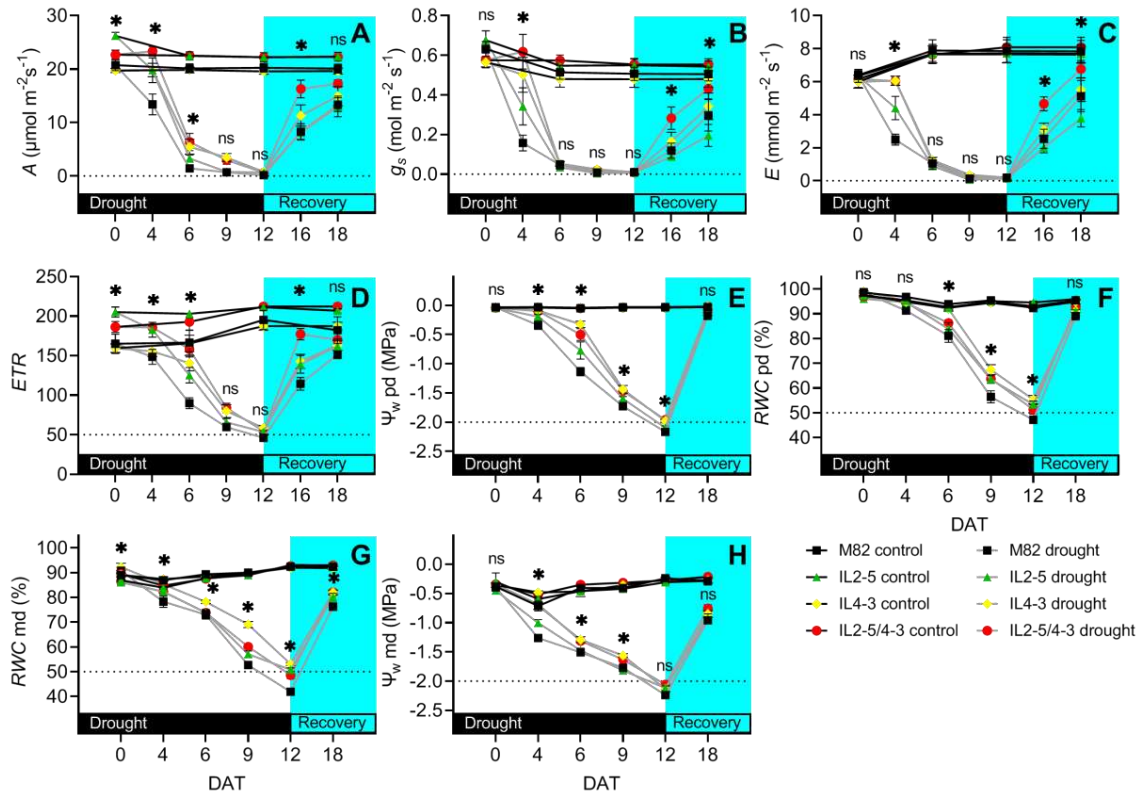 A
A (µmol m⁻²s⁻¹)
30
20
10
0
* * * ns ns * ns
Drought Recovery
0 4 6 9 12 16 18
B
gs (mol m⁻² s⁻¹)
0.8
0.6
0.4
0.2
0.0
ns * ns ns ns * *
Drought Recovery
0 4 6 9 12 16 18
C
E (mmol m⁻² s⁻¹)
10
8
6
4
2
0
ns * ns ns ns * *
Drought Recovery
0 4 6 9 12 16 18
D
ETR
250
200
150
100
50
0
* * * ns ns * ns
Drought Recovery
0 4 6 9 12 16 18
E
Ψw pd (MPa)
0.0
-0.5
-1.0
-1.5
-2.0
-2.5
ns * * * * ns
Drought Recovery
0 4 6 9 12 18
F
RWC pd (%)
100
90
80
70
60
50
40
ns ns * * * ns
Drought Recovery
0 4 6 9 12 18
DAT
G
RWC md (%)
100
90
80
70
60
50
40
* * * * * *
Drought Recovery
0 4 6 9 12 18
DAT
H
Ψw md (MPa)
0.0
-0.5
-1.0
-1.5
-2.0
-2.5
ns * * * ns ns
Drought Recovery
0 4 6 9 12 18
DAT
M82 control M82 drought
IL2-5 control IL2-5 drought
IL4-3 control IL4-3 drought
IL2-5/4-3 control IL2-5/4-3 drought